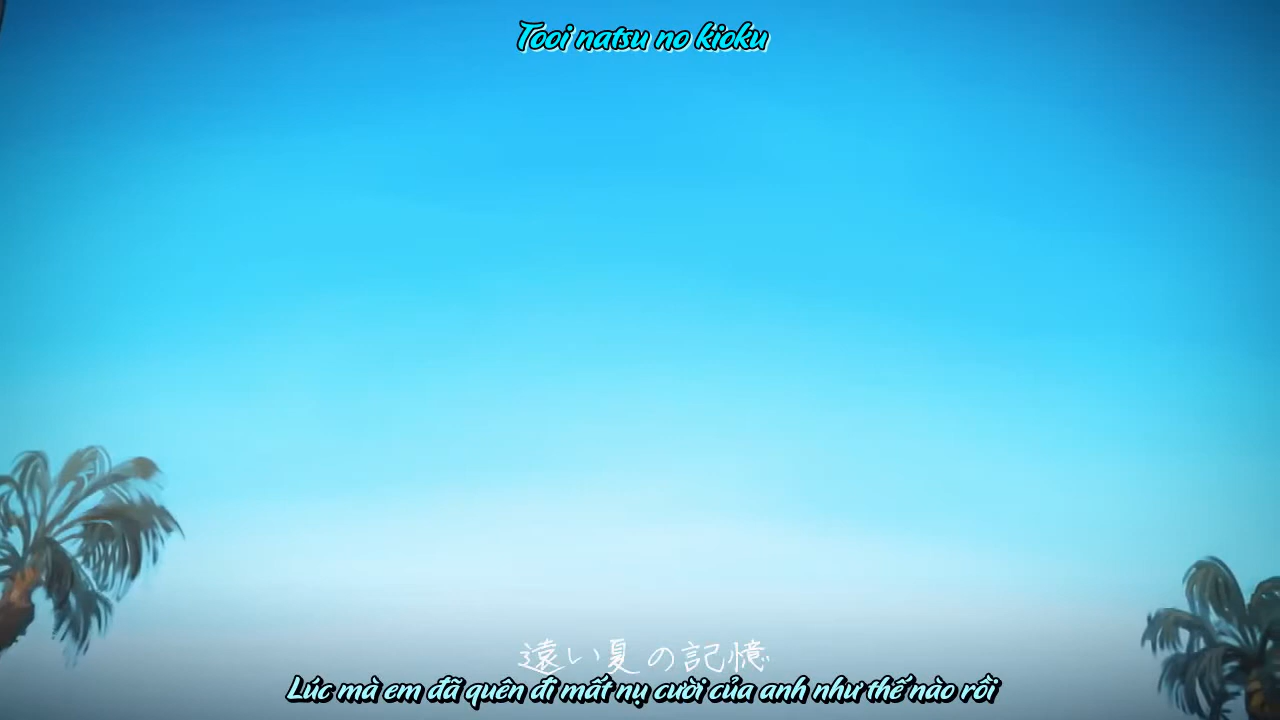 Tooi natsu no kioku
遠い夏の記憶
Lúc mà em đã quên đi mất nụ cười của anh như thế nào rồi